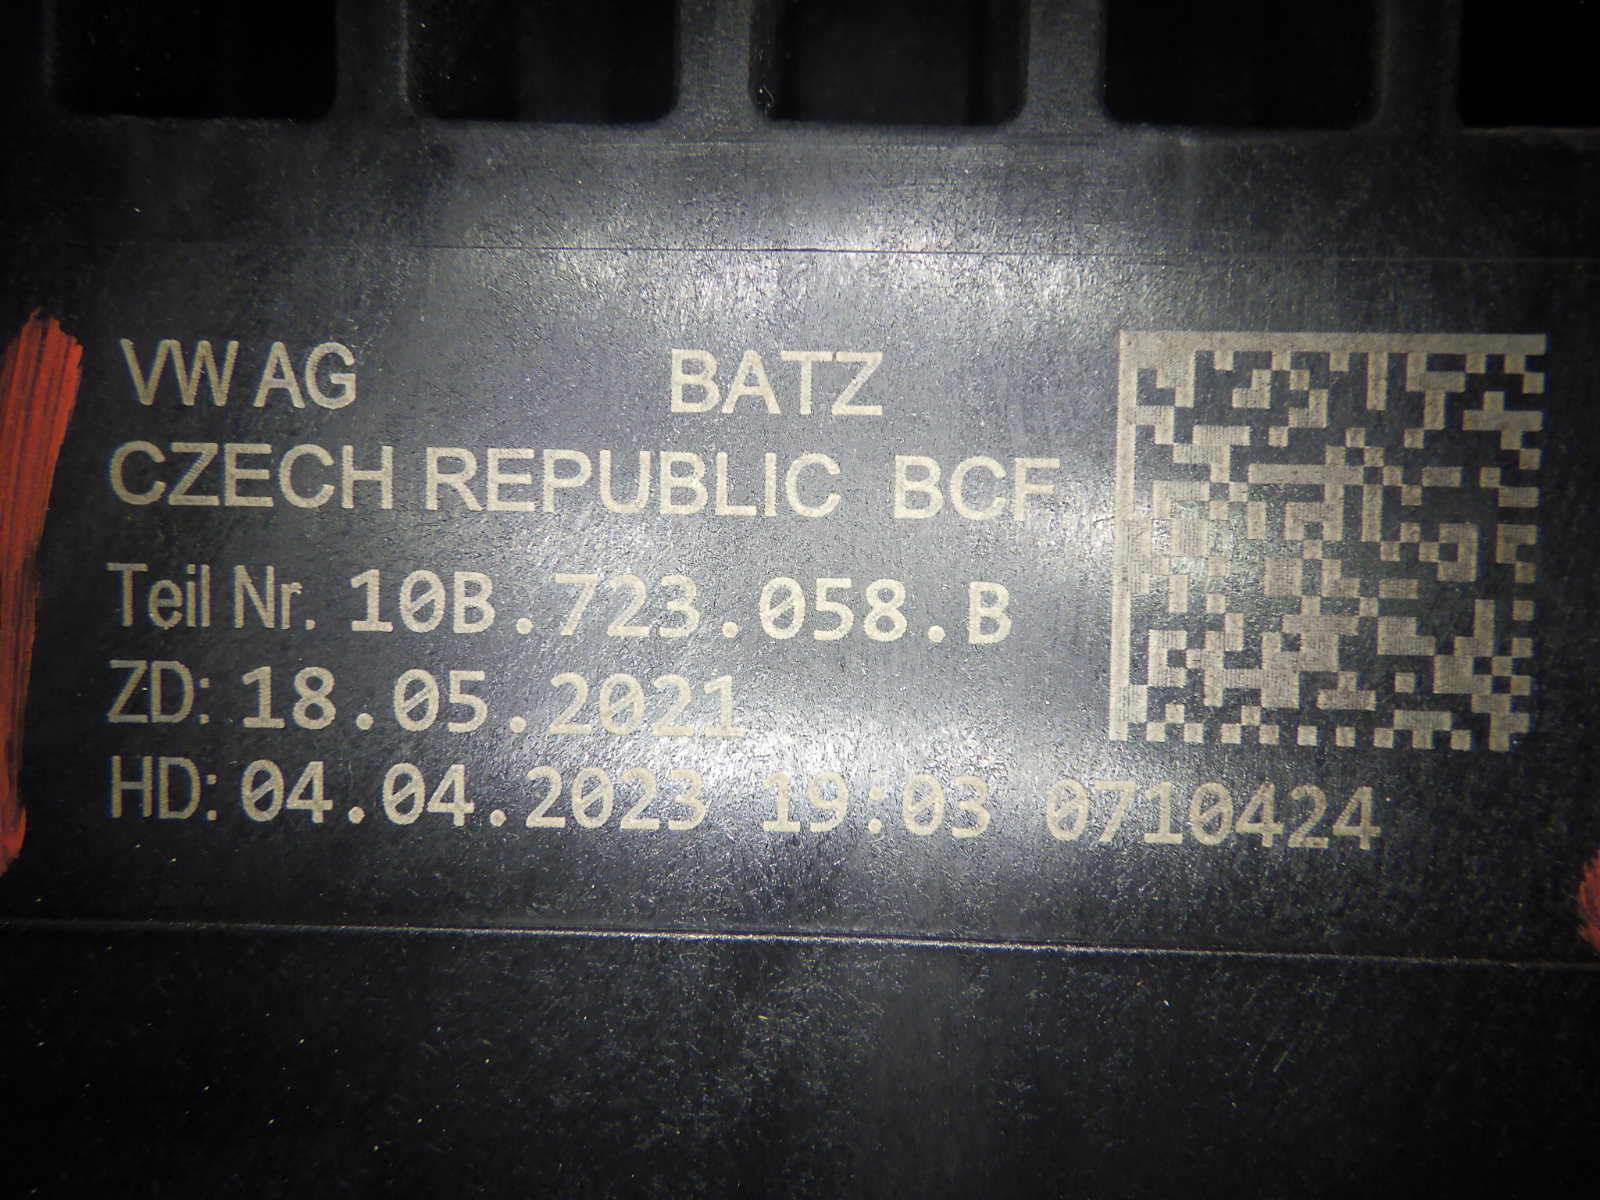 VW AG BATZ
CZECH REPUBLIC BCF
Teil Nr. 10B.723.058.B
ZD: 18.05.2021
HD: 04.04.2023 19:03 0710424